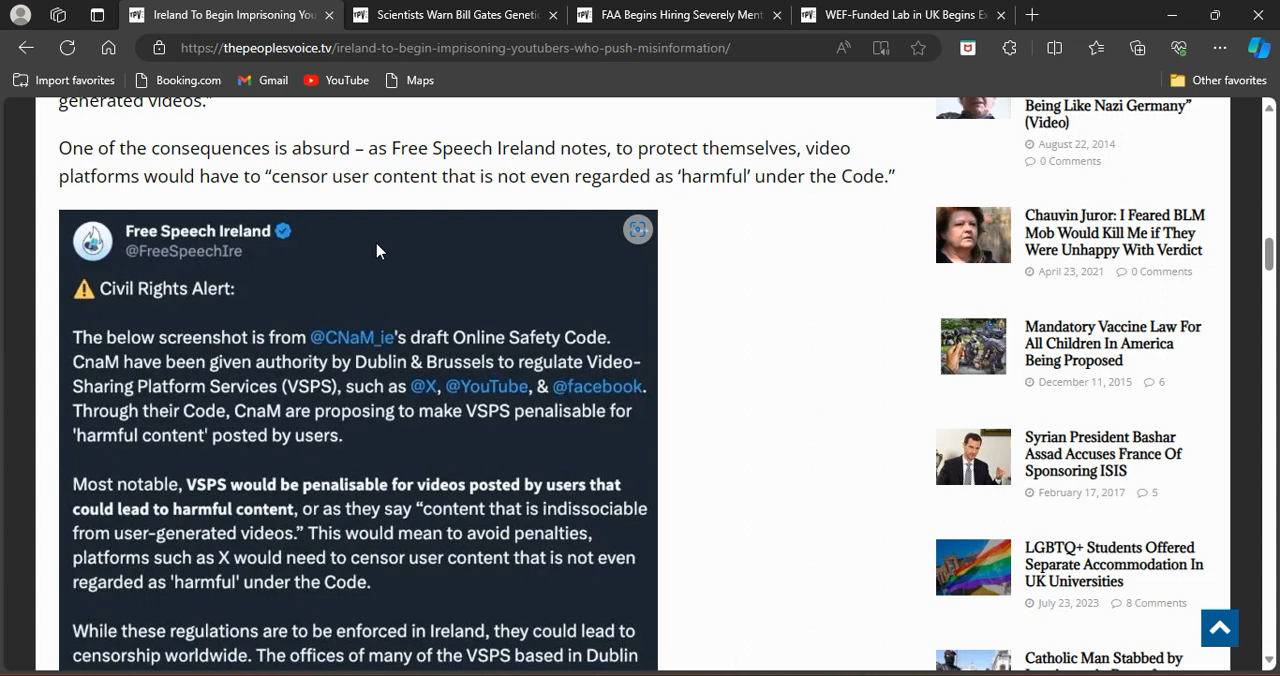 Ireland To Begin Imprisoning You
Scientists Warn Bill Gates Geneti
FAA Begins Hiring Severely Ment
WEF-Funded Lab in UK Begins E
https://thepeoplesvoice.tv/ireland-to-begin-imprisoning-youtubers-who-push-misinformation/
Import favorites
Booking.com
Gmail
YouTube
Maps
Other favorites
generated videos.”
One of the consequences is absurd – as Free Speech Ireland notes, to protect themselves, video
platforms would have to “censor user content that is not even regarded as ‘harmful’ under the Code.”
Free Speech Ireland
@FreeSpeechIre
Civil Rights Alert:
The below screenshot is from @CNaM_ie's draft Online Safety Code.
CnaM have been given authority by Dublin & Brussels to regulate Video-
Sharing Platform Services (VSPS), such as @X, @YouTube, & @facebook.
Through their Code, CnaM are proposing to make VSPS penalisable for
'harmful content' posted by users.
Most notable, VSPS would be penalisable for videos posted by users that
could lead to harmful content, or as they say “content that is indissociable
from user-generated videos.” This would mean to avoid penalties,
platforms such as X would need to censor user content that is not even
regarded as 'harmful' under the Code.
While these regulations are to be enforced in Ireland, they could lead to
censorship worldwide. The offices of many of the VSPS based in Dublin
Being Like Nazi Germany”
(Video)
August 22, 2014
0 Comments
Chauvin Juror: I Feared BLM
Mob Would Kill Me if They
Were Unhappy With Verdict
April 23, 2021 0 Comments
Mandatory Vaccine Law For
All Children In America
Being Proposed
December 11, 2015 6
Syrian President Bashar
Assad Accuses France Of
Sponsoring ISIS
February 17, 2017 5
LGBTQ+ Students Offered
Separate Accommodation In
UK Universities
July 23, 2023 8 Comments
Catholic Man Stabbed by